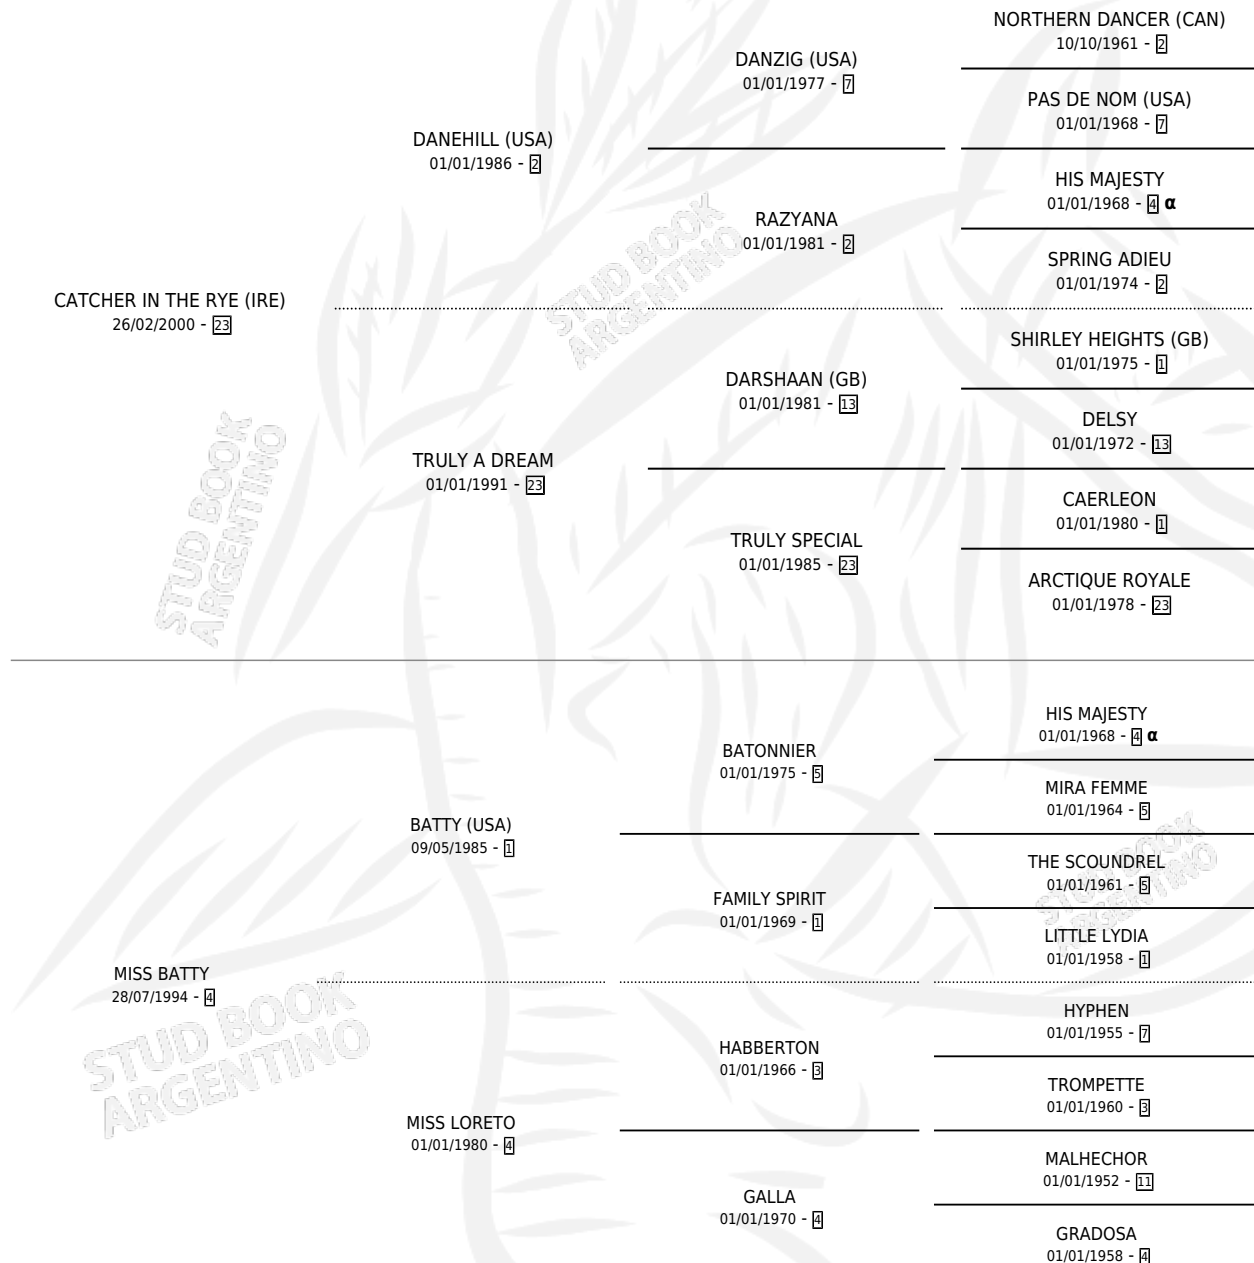 NORTHERN DANCER (CAN)
10/10/1961 - 2
DANZIG (USA)
01/01/1977 - 7
PAS DE NOM (USA)
01/01/1968 - 7
DANEHILL (USA)
01/01/1986 - 2
HIS MAJESTY
01/01/1968 - 4 α
RAZYANA
01/01/1981 - 2
SPRING ADIEU
01/01/1974 - 2
CATCHER IN THE RYE (IRE)
26/02/2000 - 23
SHIRLEY HEIGHTS (GB)
01/01/1975 - 1
DARSHAAN (GB)
01/01/1981 - 13
DELSY
01/01/1972 - 13
TRULY A DREAM
01/01/1991 - 23
CAERLEON
01/01/1980 - 1
TRULY SPECIAL
01/01/1985 - 23
ARCTIQUE ROYALE
01/01/1978 - 23
HIS MAJESTY
01/01/1968 - 4 α
BATONNIER
01/01/1975 - 5
MIRA FEMME
01/01/1964 - 5
BATTY (USA)
09/05/1985 - 1
THE SCOUNDREL
01/01/1961 - 5
FAMILY SPIRIT
01/01/1969 - 1
LITTLE LYDIA
01/01/1958 - 1
MISS BATTY
28/07/1994 - 4
HYPHEN
01/01/1955 - 7
HABBERTON
01/01/1966 - 3
TROMPETTE
01/01/1960 - 3
MISS LORETO
01/01/1980 - 4
MALHECHOR
01/01/1952 - 11
GALLA
01/01/1970 - 4
GRADOSA
01/01/1958 - 4
STUD BOOK
ARGENTINO
STUD BOOK
ARGENTINO
STUD BOOK
ARGENTINO
STUD BOOK
ARGENTINO